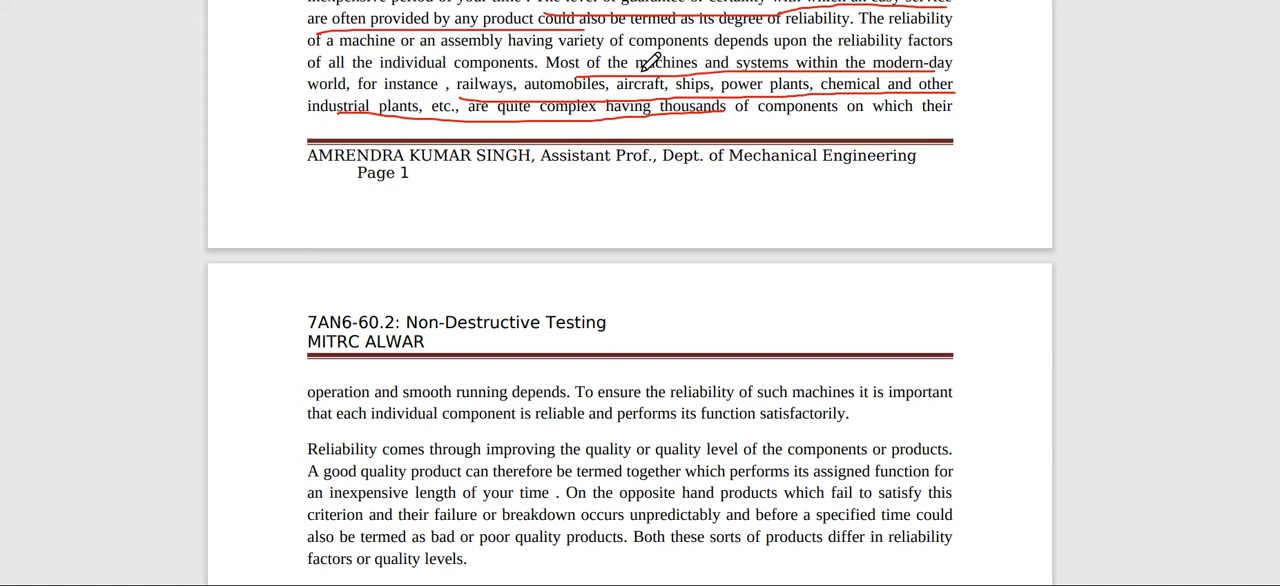 are often provided by any product could also be termed as its degree of reliability. The reliability
of a machine or an assembly having variety of components depends upon the reliability factors
of all the individual components. Most of the machines and systems within the modern-day
world, for instance , railways, automobiles, aircraft, ships, power plants, chemical and other
industrial plants, etc., are quite complex having thousands of components on which their
AMRENDRA KUMAR SINGH, Assistant Prof., Dept. of Mechanical Engineering
Page 1
7AN6-60.2: Non-Destructive Testing
MITRC ALWAR
operation and smooth running depends. To ensure the reliability of such machines it is important
that each individual component is reliable and performs its function satisfactorily.
Reliability comes through improving the quality or quality level of the components or products.
A good quality product can therefore be termed together which performs its assigned function for
an inexpensive length of your time . On the opposite hand products which fail to satisfy this
criterion and their failure or breakdown occurs unpredictably and before a specified time could
also be termed as bad or poor quality products. Both these sorts of products differ in reliability
factors or quality levels.